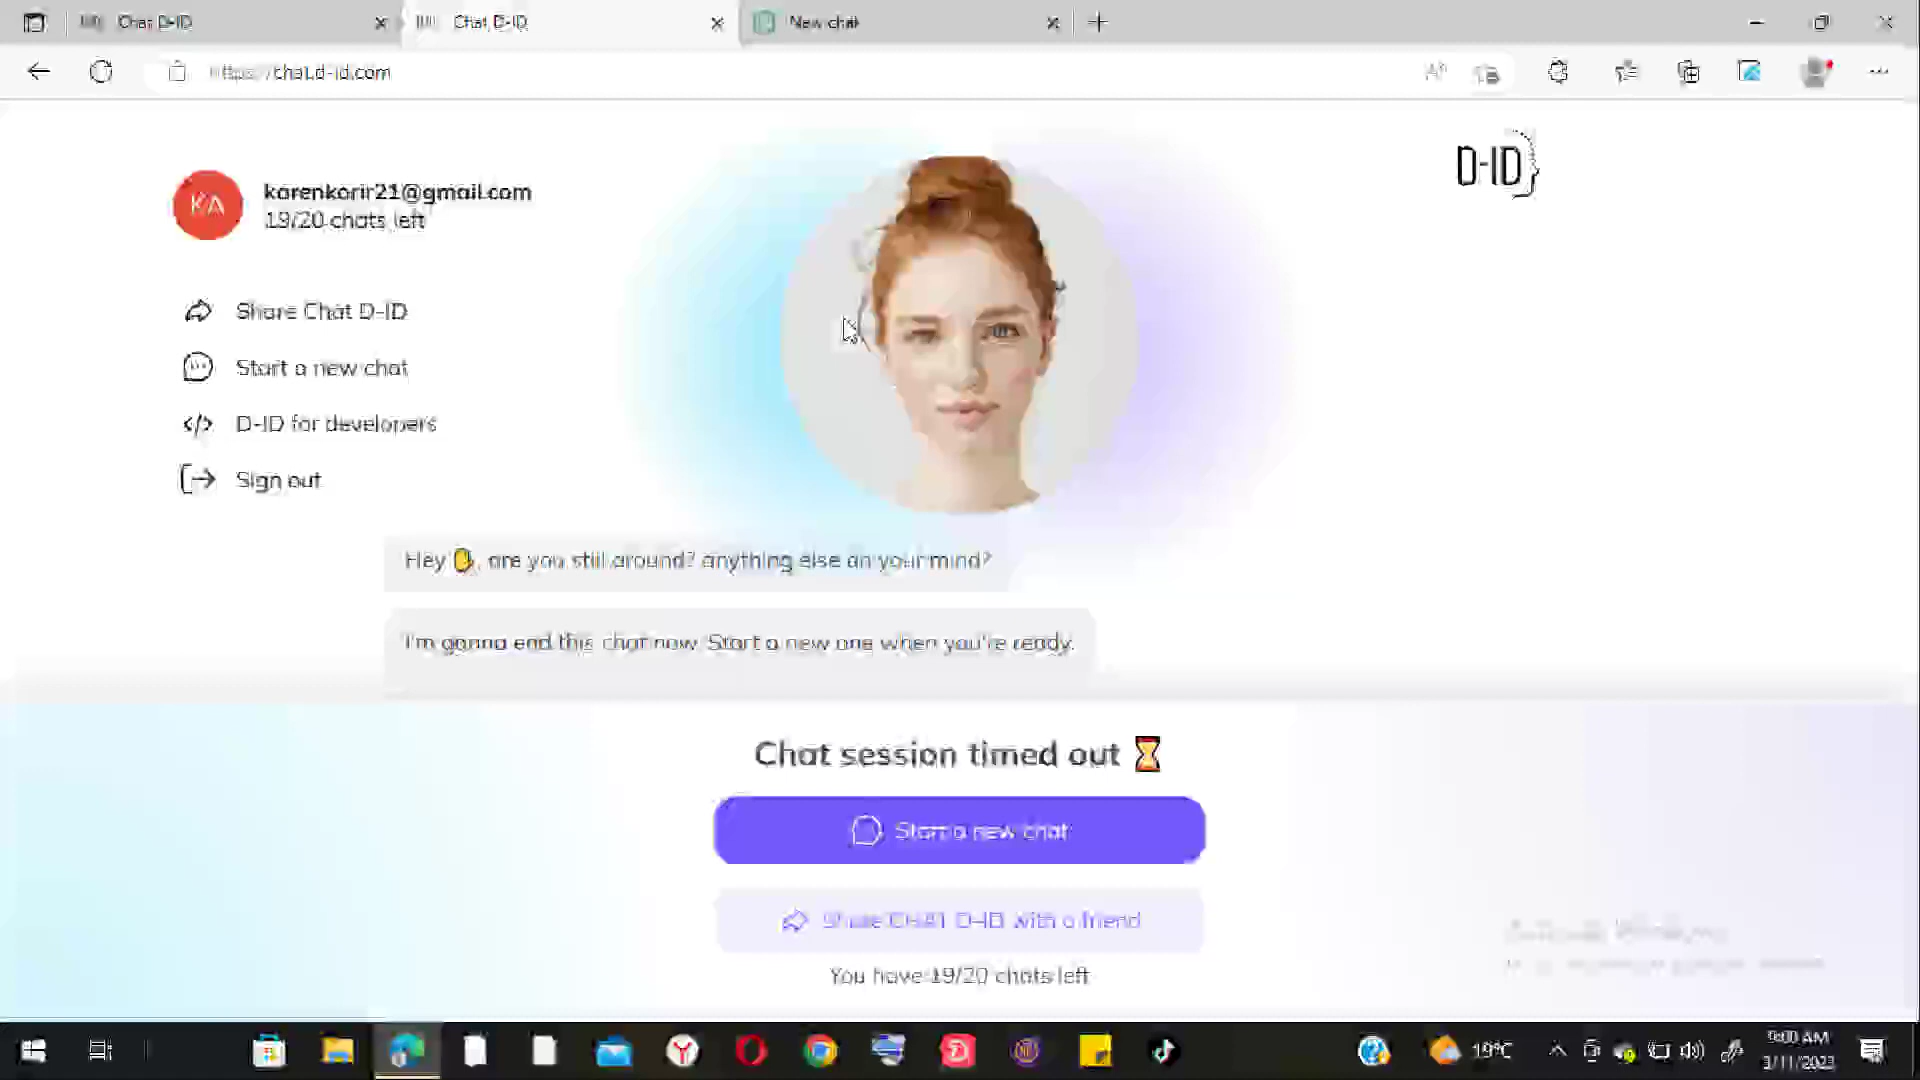 Chat D-ID
Chat D-ID
New chat
https://chat.d-id.com
D-ID
KA
karenkorir21@gmail.com
19/20 chats left
Share Chat D-ID
Start a new chat
D-ID for developers
Sign out
Hey ✋, are you still around? anything else on your mind?
I'm gonna end this chat now. Start a new one when you're ready.
Chat session timed out ⌛
Start a new chat
Share CHAT D-ID with a friend
You have 19/20 chats left
19°C
9:00 AM
3/11/2023